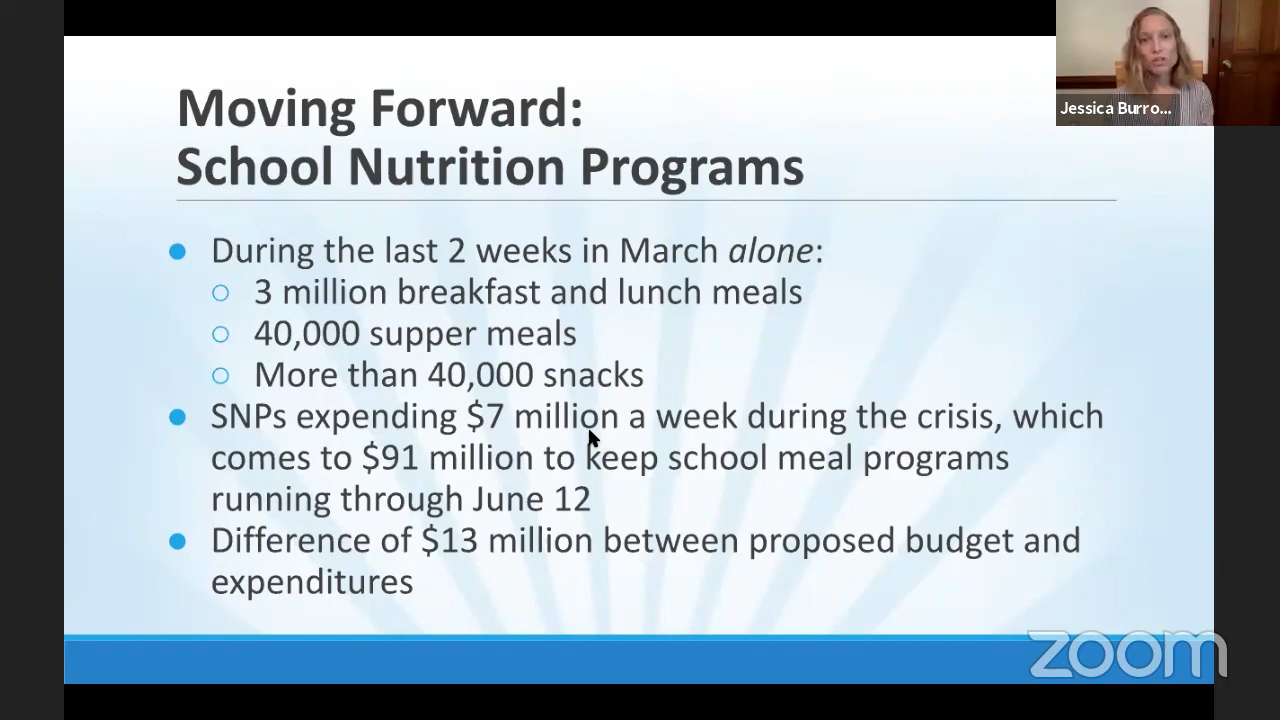 Moving Forward:
School Nutrition Programs
Jessica Burro...
● During the last 2 weeks in March alone:
○ 3 million breakfast and lunch meals
○ 40,000 supper meals
○ More than 40,000 snacks
● SNPs expending $7 million a week during the crisis, which
comes to $91 million to keep school meal programs
running through June 12
● Difference of $13 million between proposed budget and
expenditures
zoom